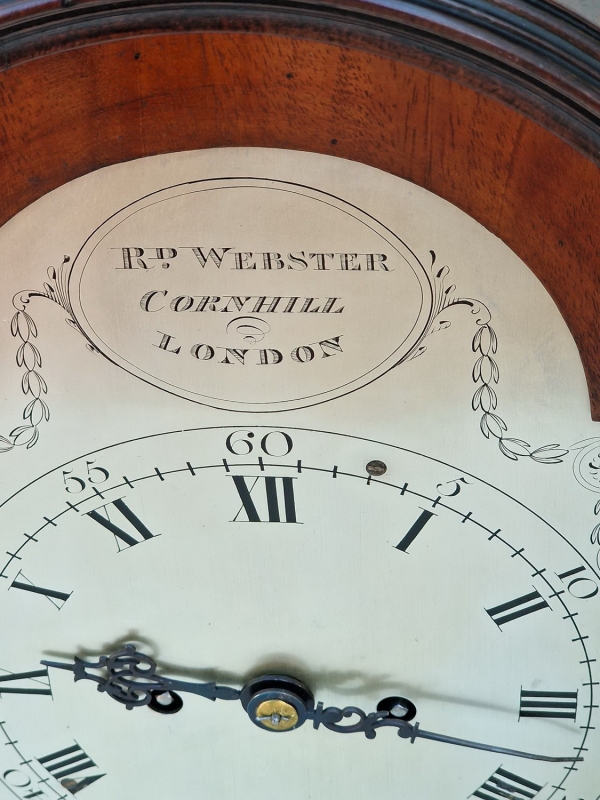 RD. WEBSTER
CORNHILL
LONDON
60
55
5
10
XII
XI
I
X
II
III